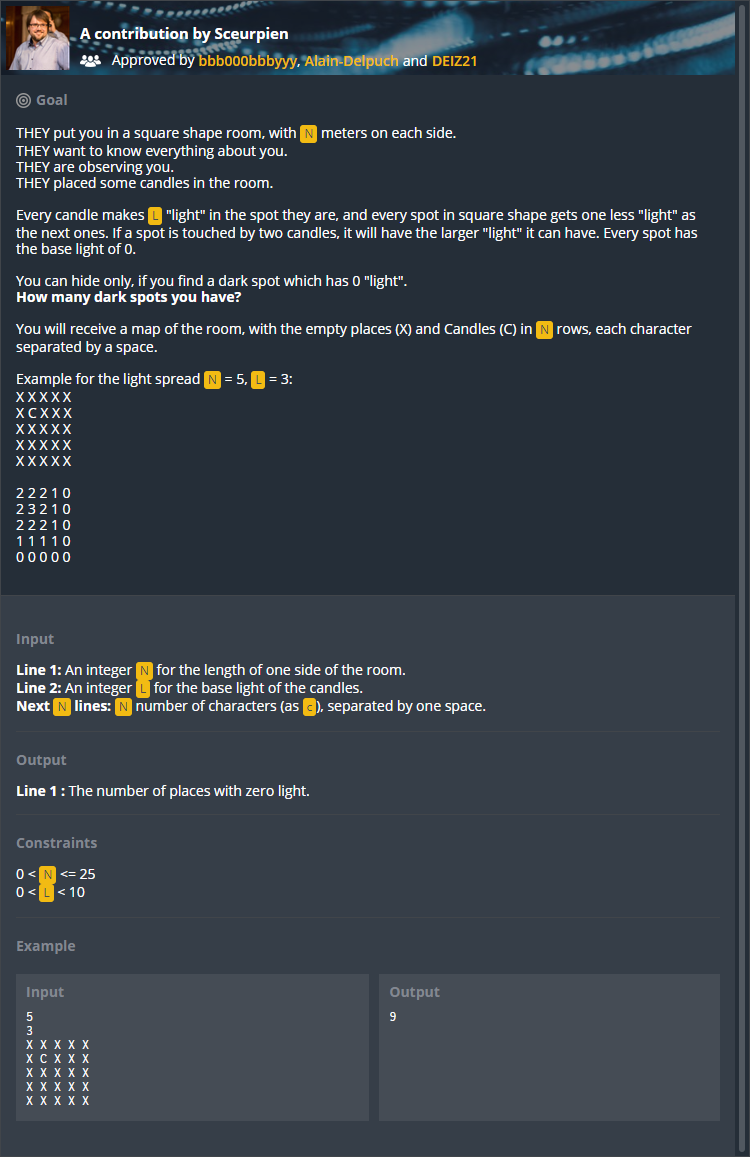 A contribution by Sceurpien
Approved by bbb000bbbyyy, Alain-Delpuch and DEIZ21
Goal
THEY put you in a square shape room, with N meters on each side.
THEY want to know everything about you.
THEY are observing you.
THEY placed some candles in the room.
Every candle makes L "light" in the spot they are, and every spot in square shape gets one less "light" as
the next ones. If a spot is touched by two candles, it will have the larger "light" it can have. Every spot has
the base light of 0.
You can hide only, if you find a dark spot which has 0 "light".
How many dark spots you have?
You will receive a map of the room, with the empty places (X) and Candles (C) in N rows, each character
separated by a space.
Example for the light spread N = 5, L = 3:
X X X X X
X C X X X
X X X X X
X X X X X
X X X X X
2 2 2 1 0
2 3 2 1 0
2 2 2 1 0
1 1 1 1 0
0 0 0 0 0
Input
Line 1: An integer N for the length of one side of the room.
Line 2: An integer L for the base light of the candles.
Next N lines: N number of characters (as c), separated by one space.
Output
Line 1 : The number of places with zero light.
Constraints
0 < N <= 25
0 < L < 10
Example
Input
5
3
X X X X X
X C X X X
X X X X X
X X X X X
X X X X X
Output
9